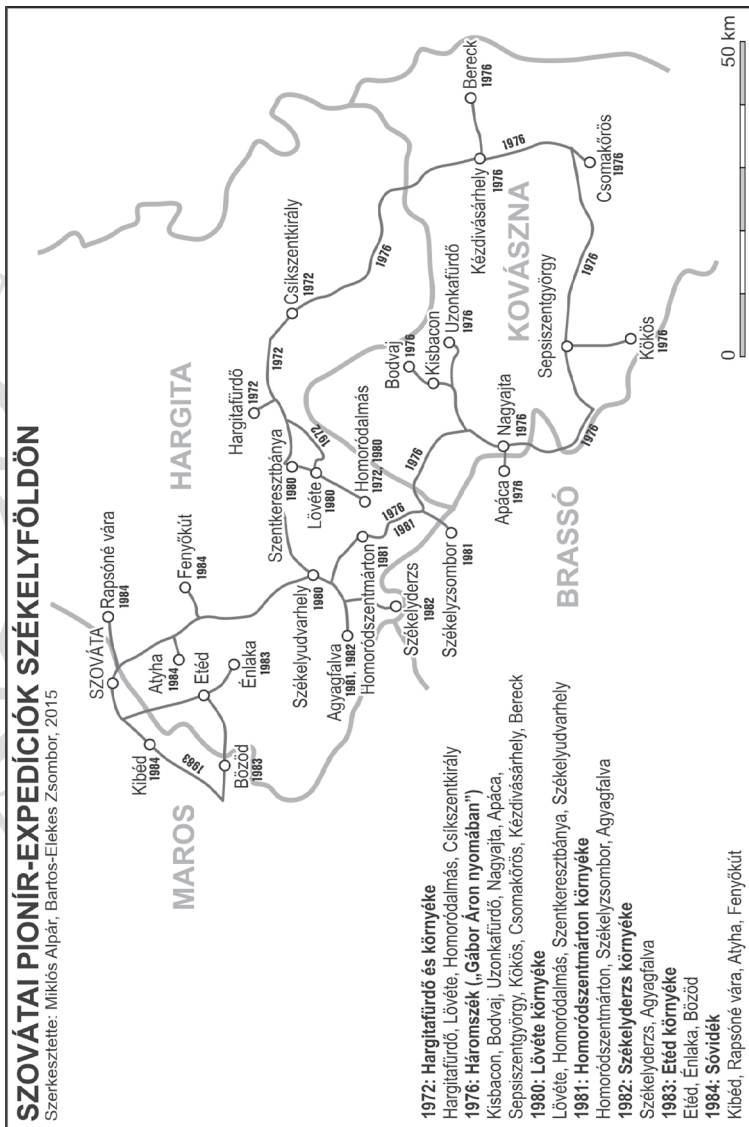 SZOVÁTAI PIONÍR-EXPEDÍCIÓK SZÉKELYFÖLDÖN
Szerkesztette: Miklós Alpár, Bartos-Elekes Zsombor, 2015
MAROS
HARGITA
KOVÁSZNA
BRASSÓ
SZOVÁTA
Rapsóné vára
1984
Kibéd
1984
1983
Atyha
1984
Fenyőkút
1984
Etéd
Énlaka
1983
Bözöd
1983
Székelyudvarhely
1980
Agyagfalva
1981, 1982
Homoródszentmárton
1981
Székelyderzs
1982
Székelyzsombor
1981
1976
1981
1976
Szentkeresztbánya
1980
Lövéte
1980
Homoródalmás
1972, 1980
1972
Hargitafürdő
1972
1972
Csíkszentkirály
1972
1976
Bodvaj
1976
Kisbacon
Uzonkafürdő
1976
Nagyajta
1976
Apáca
1976
1976
Sepsiszentgyörgy
Kökös
1976
1976
Csomakőrös
1976
1976
Kézdivásárhely
1976
Bereck
1976
0
50 km
1972: Hargitafürdő és környéke
Hargitafürdő, Lövéte, Homoródalmás, Csíkszentkirály
1976: Háromszék („Gábor Áron nyomában”)
Kisbacon, Bodvaj, Uzonkafürdő, Nagyajta, Apáca,
Sepsiszentgyörgy, Kökös, Csomakőrös, Kézdivásárhely, Bereck
1980: Lövéte környéke
Lövéte, Homoródalmás, Szentkeresztbánya, Székelyudvarhely
1981: Homoródszentmárton környéke
Homoródszentmárton, Székelyzsombor, Agyagfalva
1982: Székelyderzs környéke
Székelyderzs, Agyagfalva
1983: Etéd környéke
Etéd, Énlaka, Bözöd
1984: Sóvidék
Kibéd, Rapsóné vára, Atyha, Fenyőkút